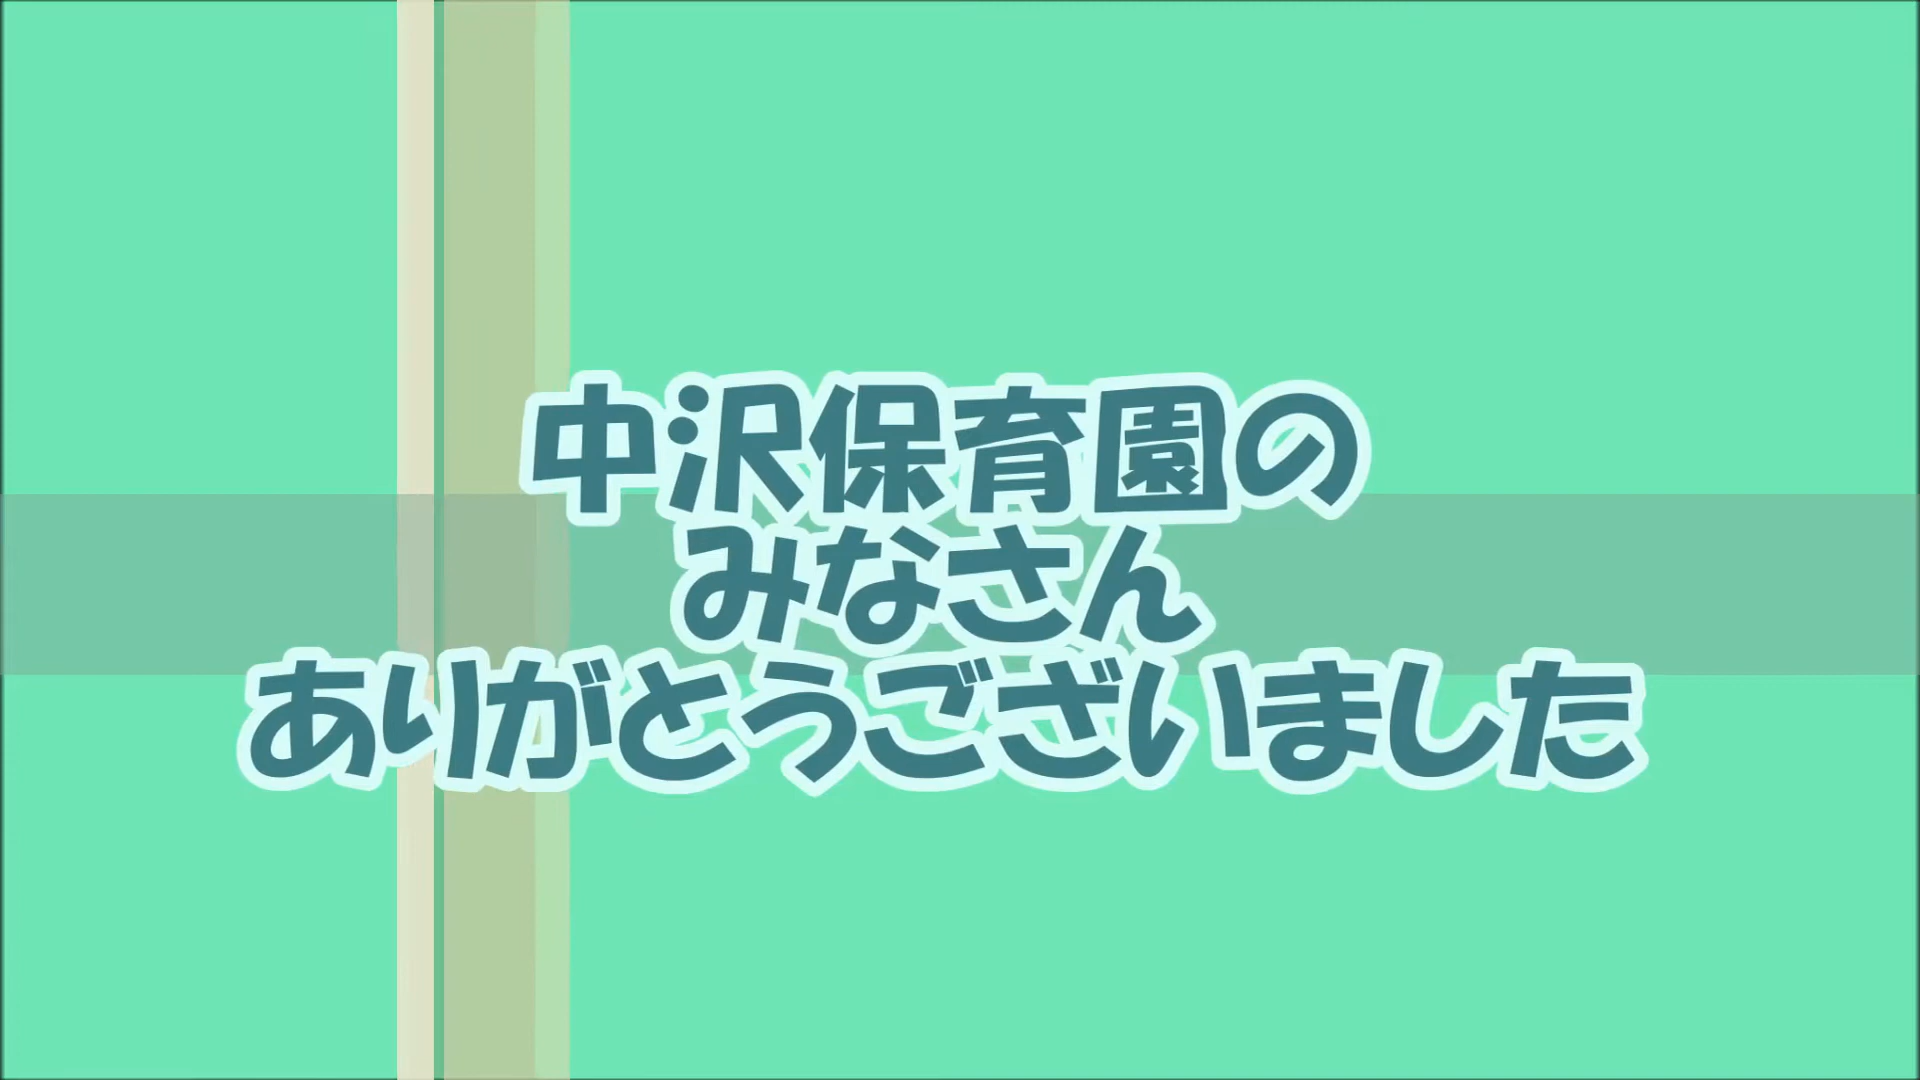 中沢保育園の
みなさん
ありがとうございました